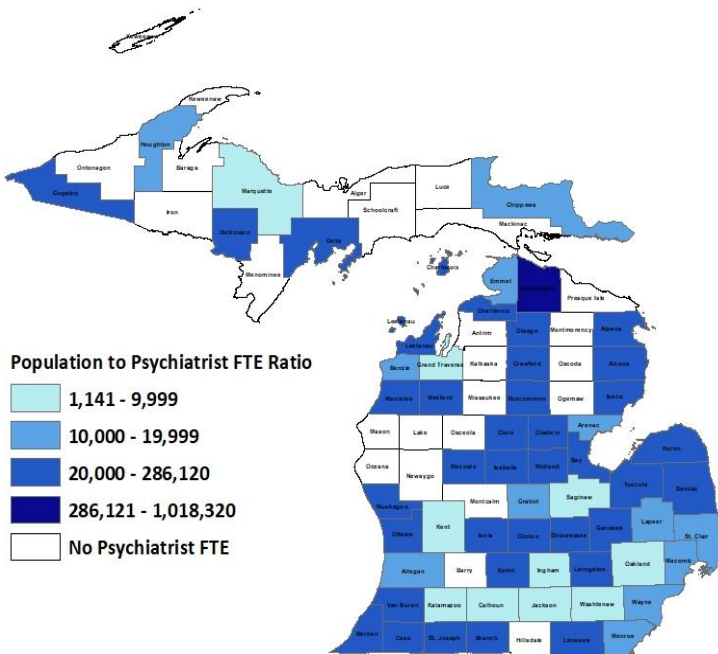 Keweenaw
Keweenaw
Houghton
Ontonagon
Baraga
Gogebic
Marquette
Luce
Alger
Chippewa
Iron
Schoolcraft
Mackinac
Dickinson
Delta
Menominee
Charlevoix
Emmet
Cheboygan
Presque Isle
Charlevoix
Leelanau
Leelanau
Antrim
Otsego
Montmorency
Alpena
Population to Psychiatrist FTE Ratio
Benzie
Grand Traverse
Kalkaska
Crawford
Oscoda
Alcona
1,141 - 9,999
Manistee
Wexford
Missaukee
Roscommon
Ogemaw
Iosco
10,000 - 19,999
Arenac
Mason
Lake
Osceola
Clare
Gladwin
Huron
20,000 - 286,120
Oceana
Newaygo
Mecosta
Isabella
Midland
Bay
Tuscola
Sanilac
286,121 - 1,018,320
Muskegon
Montcalm
Gratiot
Saginaw
Lapeer
St. Clair
No Psychiatrist FTE
Ottawa
Kent
Ionia
Clinton
Shiawassee
Genesee
Macomb
Allegan
Barry
Eaton
Ingham
Livingston
Oakland
Van Buren
Kalamazoo
Calhoun
Jackson
Washtenaw
Wayne
Berrien
Cass
St. Joseph
Branch
Hillsdale
Lenawee
Monroe